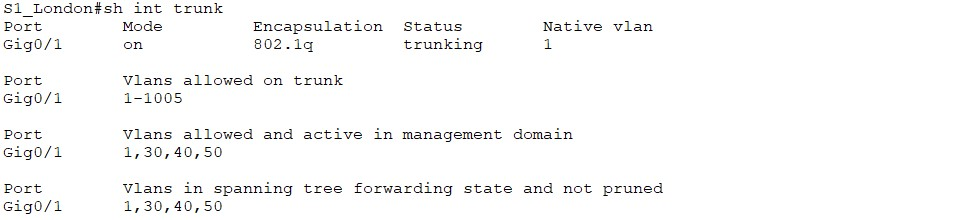 S1_London#sh int trunk
Port        Mode         Encapsulation  Status        Native vlan
Gig0/1      on           802.1q         trunking      1
Port        Vlans allowed on trunk
Gig0/1      1-1005
Port        Vlans allowed and active in management domain
Gig0/1      1,30,40,50
Port        Vlans in spanning tree forwarding state and not pruned
Gig0/1      1,30,40,50